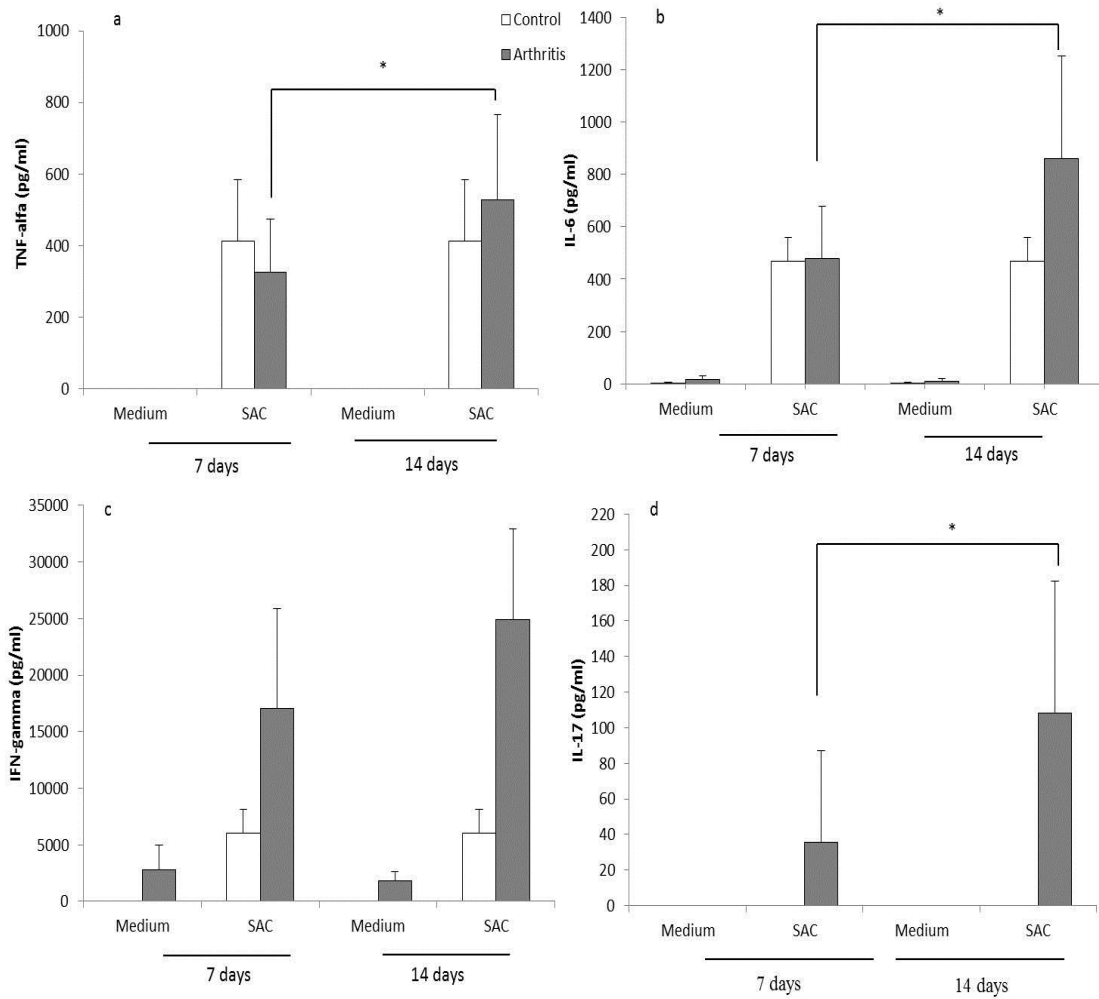 a
Control
Arthritis
TNF-alfa (pg/ml)
1000
800
600
400
200
0
*
Medium
SAC
Medium
SAC
7 days
14 days
b
IL-6 (pg/ml)
1400
1200
1000
800
600
400
200
0
*
Medium
SAC
Medium
SAC
7 days
14 days
c
IFN-gamma (pg/ml)
35000
30000
25000
20000
15000
10000
5000
0
Medium
SAC
Medium
SAC
7 days
14 days
d
IL-17 (pg/ml)
220
200
180
160
140
120
100
80
60
40
20
0
*
Medium
SAC
Medium
SAC
7 days
14 days